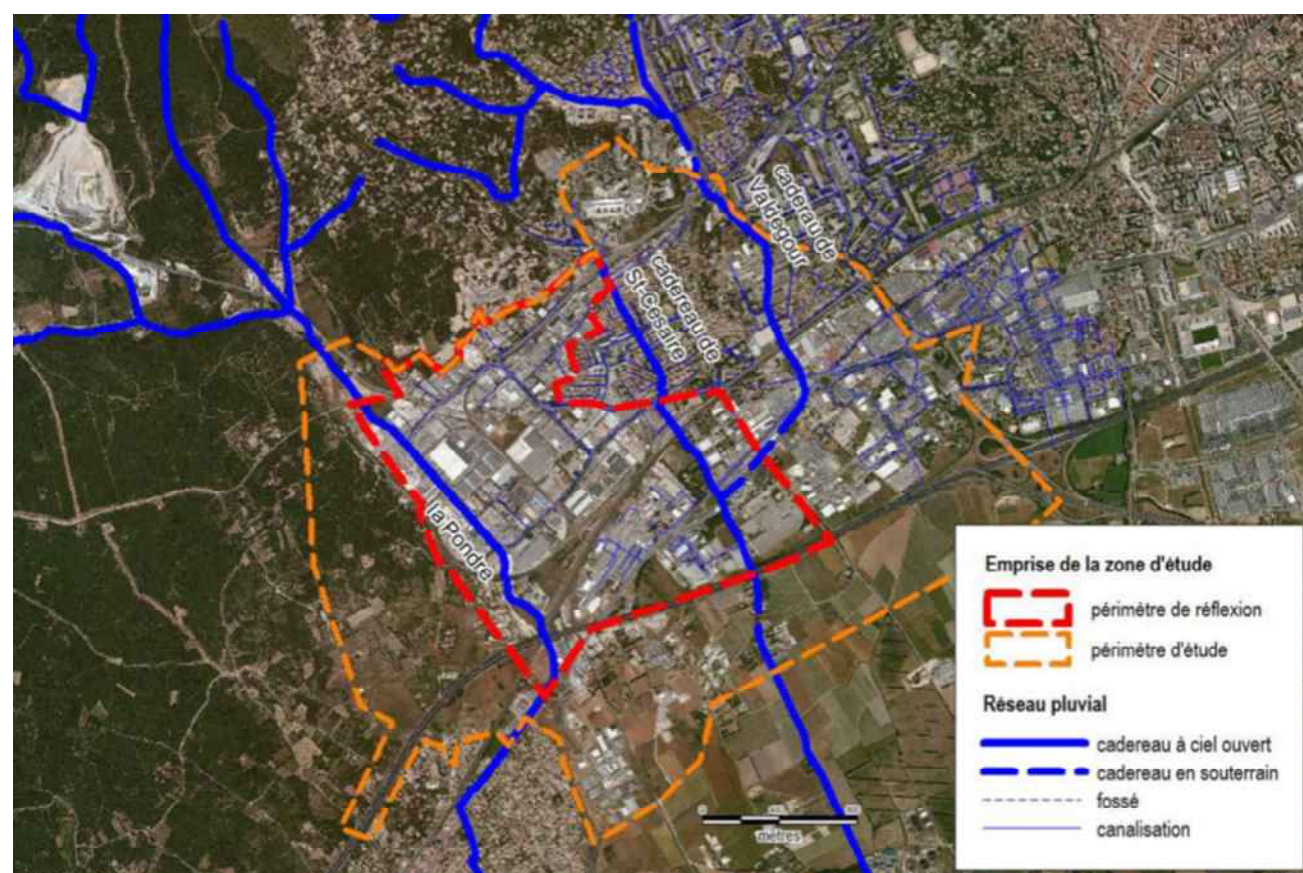 cadereau de
Valdegour
cadereau de
St-Césaire
la Pondre
Emprise de la zone d'étude
périmètre de réflexion
périmètre d'étude
Réseau pluvial
cadereau à ciel ouvert
cadereau en souterrain
fossé
canalisation
0
mètres